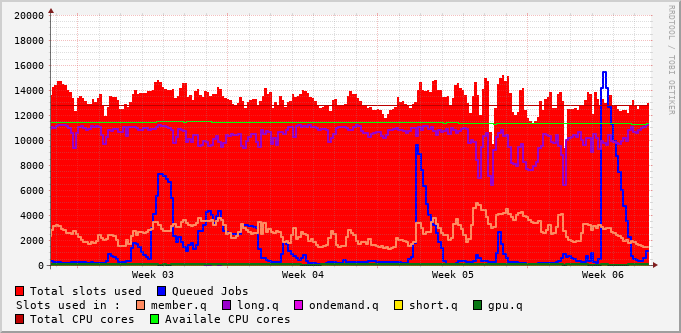 20000
18000
16000
14000
12000
10000
8000
6000
4000
2000
0
Week 03 Week 04 Week 05 Week 06
RRDTOOL / TOBI OETIKER
Total slots used Queued Jobs
Slots used in : member.q long.q ondemand.q short.q gpu.q
Total CPU cores Availale CPU cores